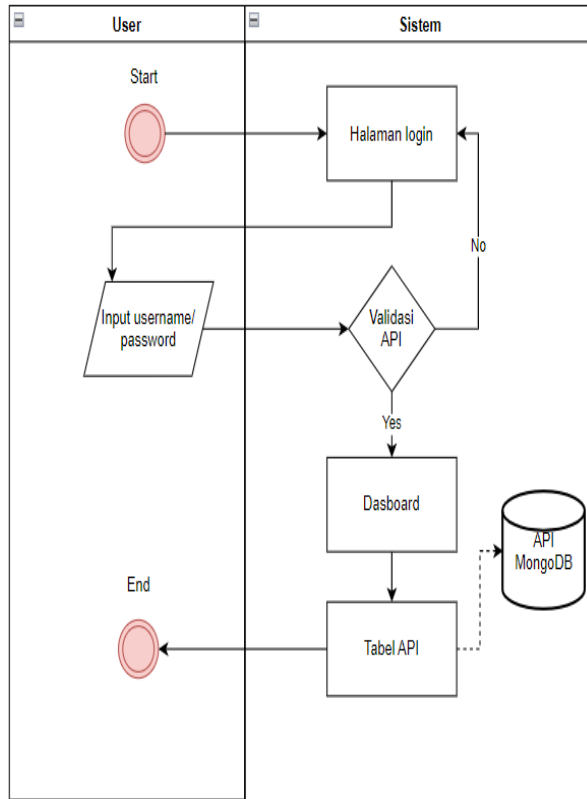 User
Sistem
Start
Halaman login
No
Input username/
password
Validasi
API
Yes
Dasboard
API
MongoDB
End
Tabel API